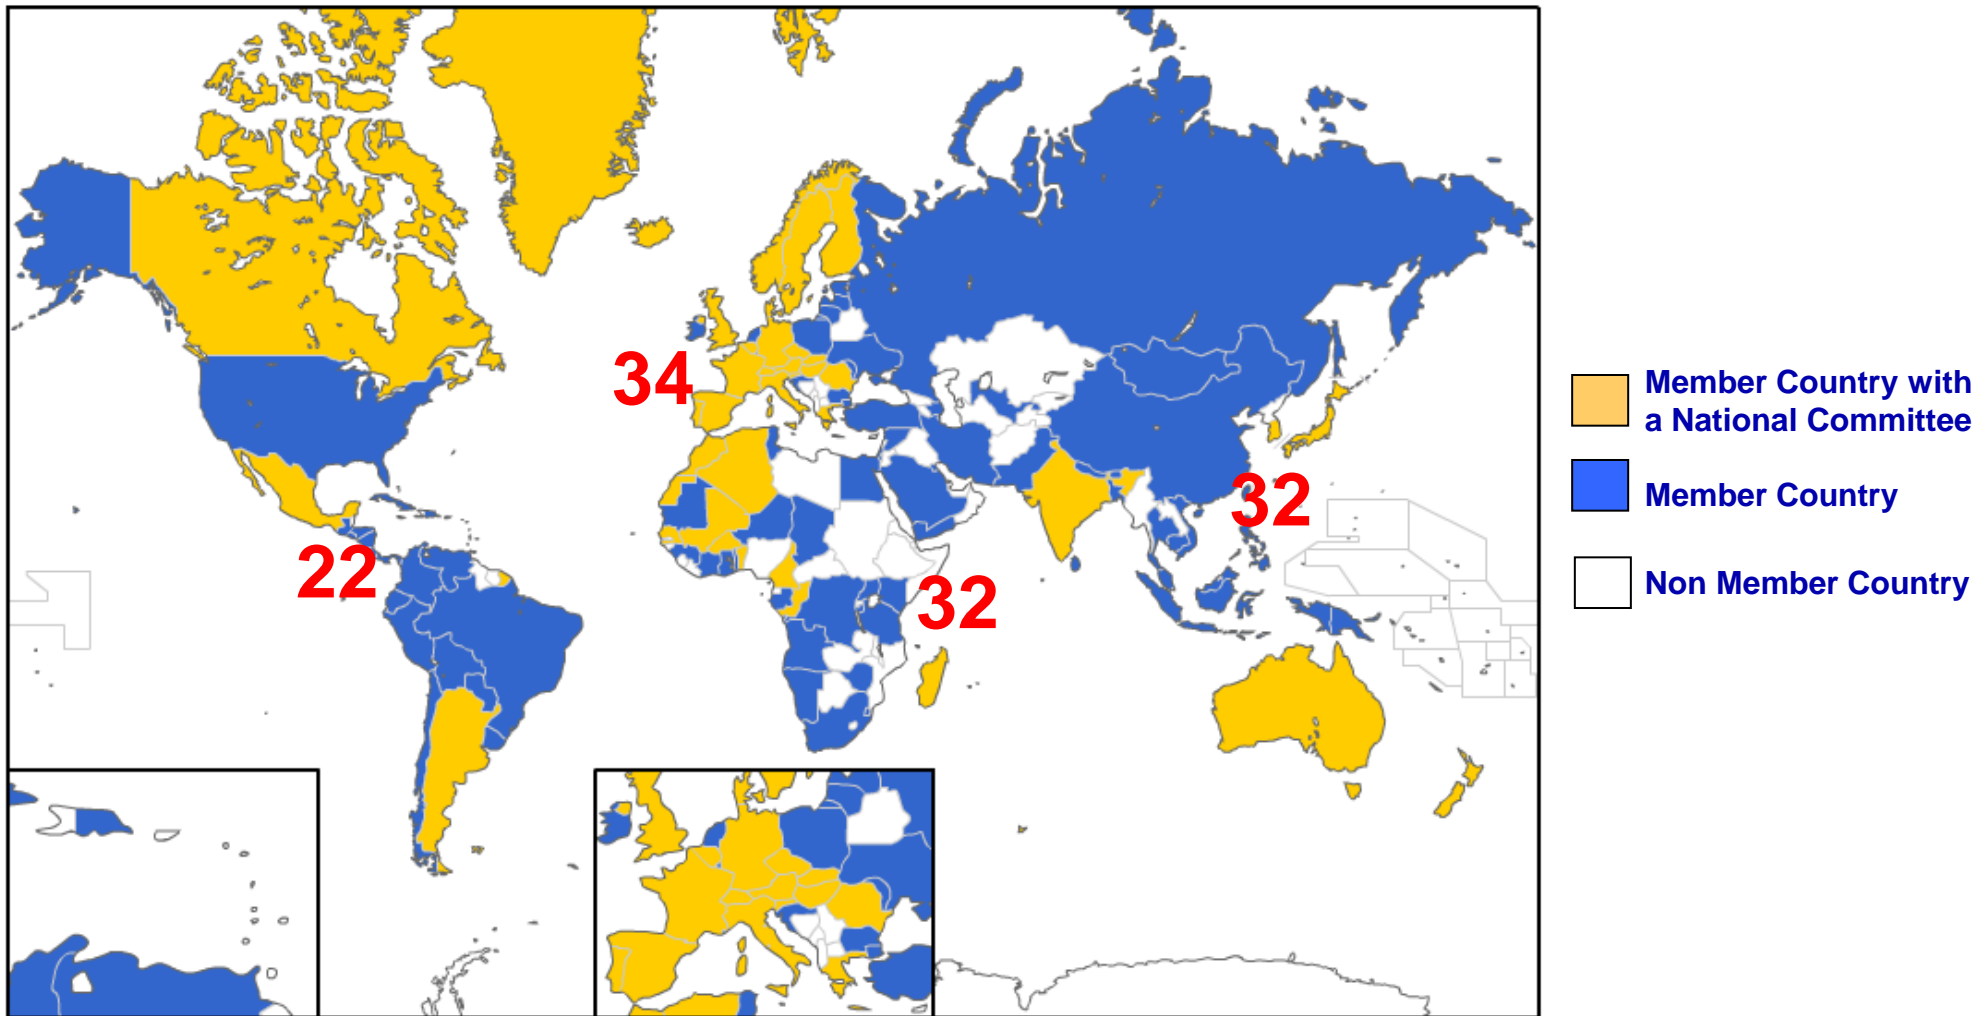 34
32
22
32
Member Country with
a National Committee
Member Country
Non Member Country